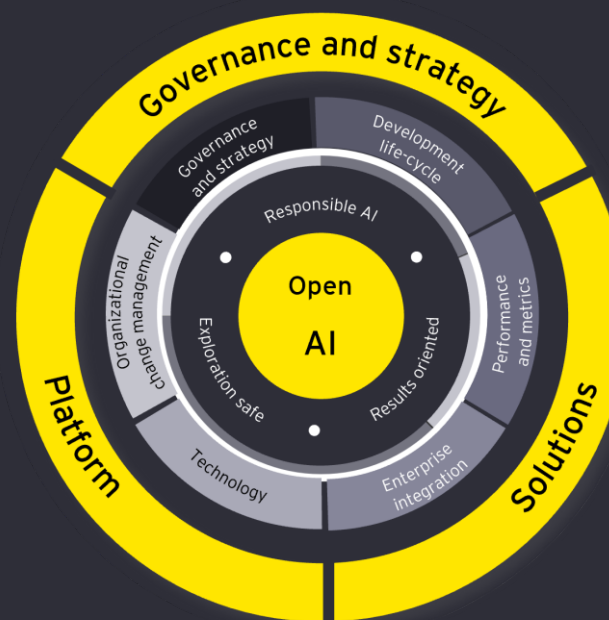 Governance and strategy
Governance
and strategy
Development
life-cycle
Responsible AI
Organizational
change management
Open
AI
Performance
and metrics
Exploration safe
Results oriented
Platform
Solutions
Technology
Enterprise
integration